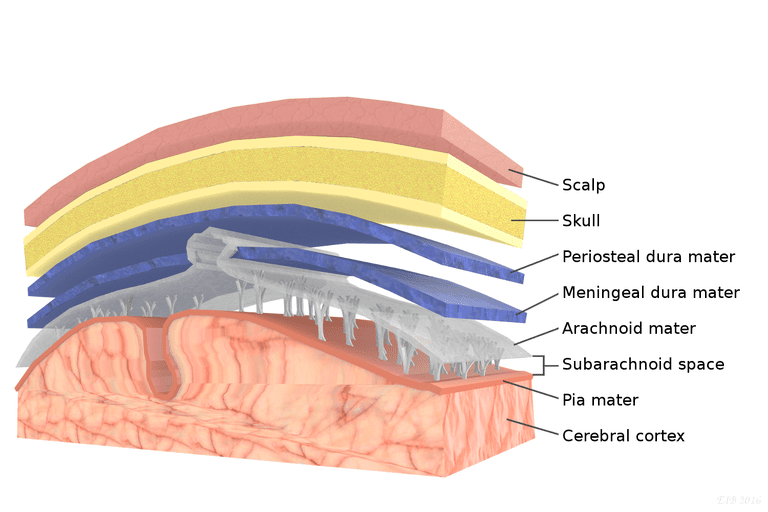 Scalp
Skull
Periosteal dura mater
Meningeal dura mater
Arachnoid mater
Subarachnoid space
Pia mater
Cerebral cortex